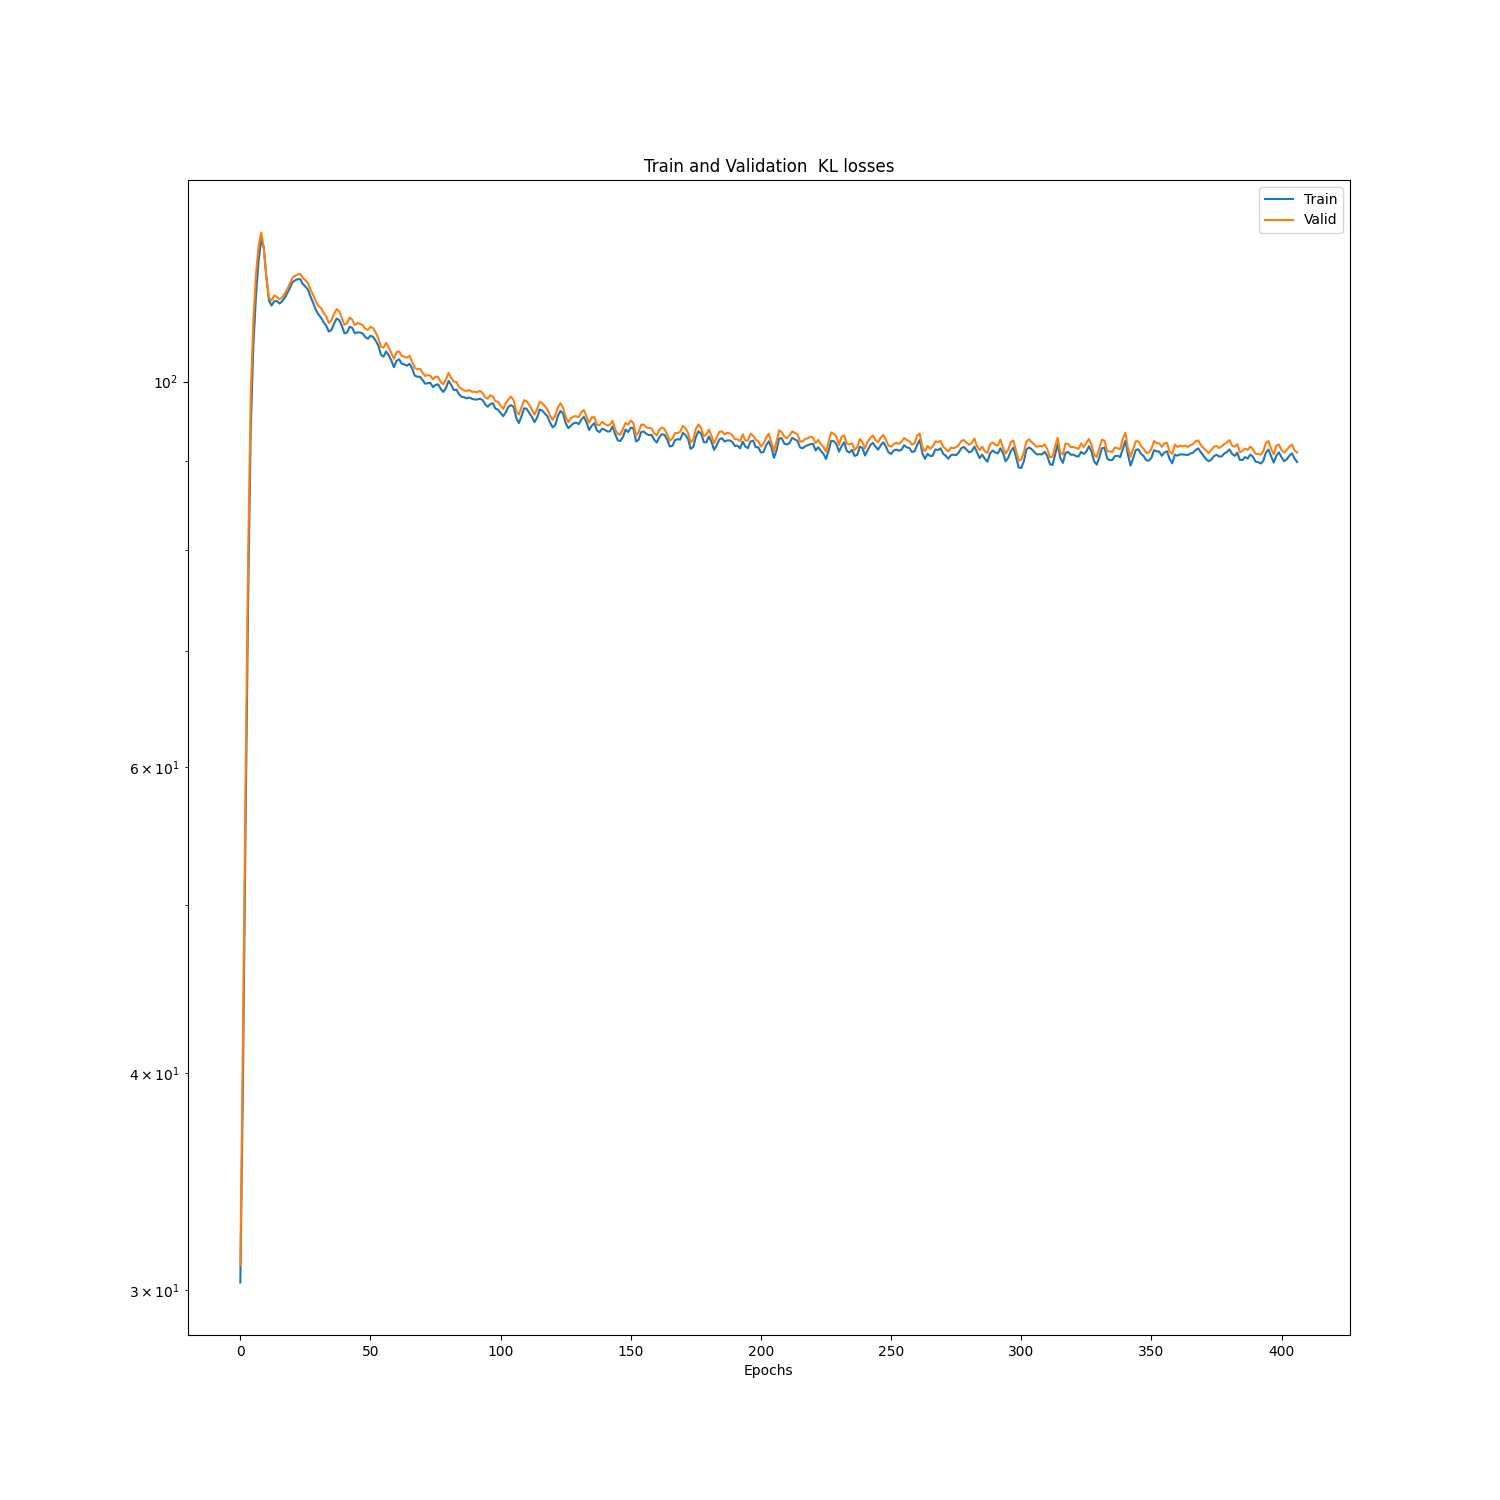 Train and Validation  KL losses
Train
Valid
10²
6 × 10¹
4 × 10¹
3 × 10¹
0 50 100 150 200 250 300 350 400
Epochs